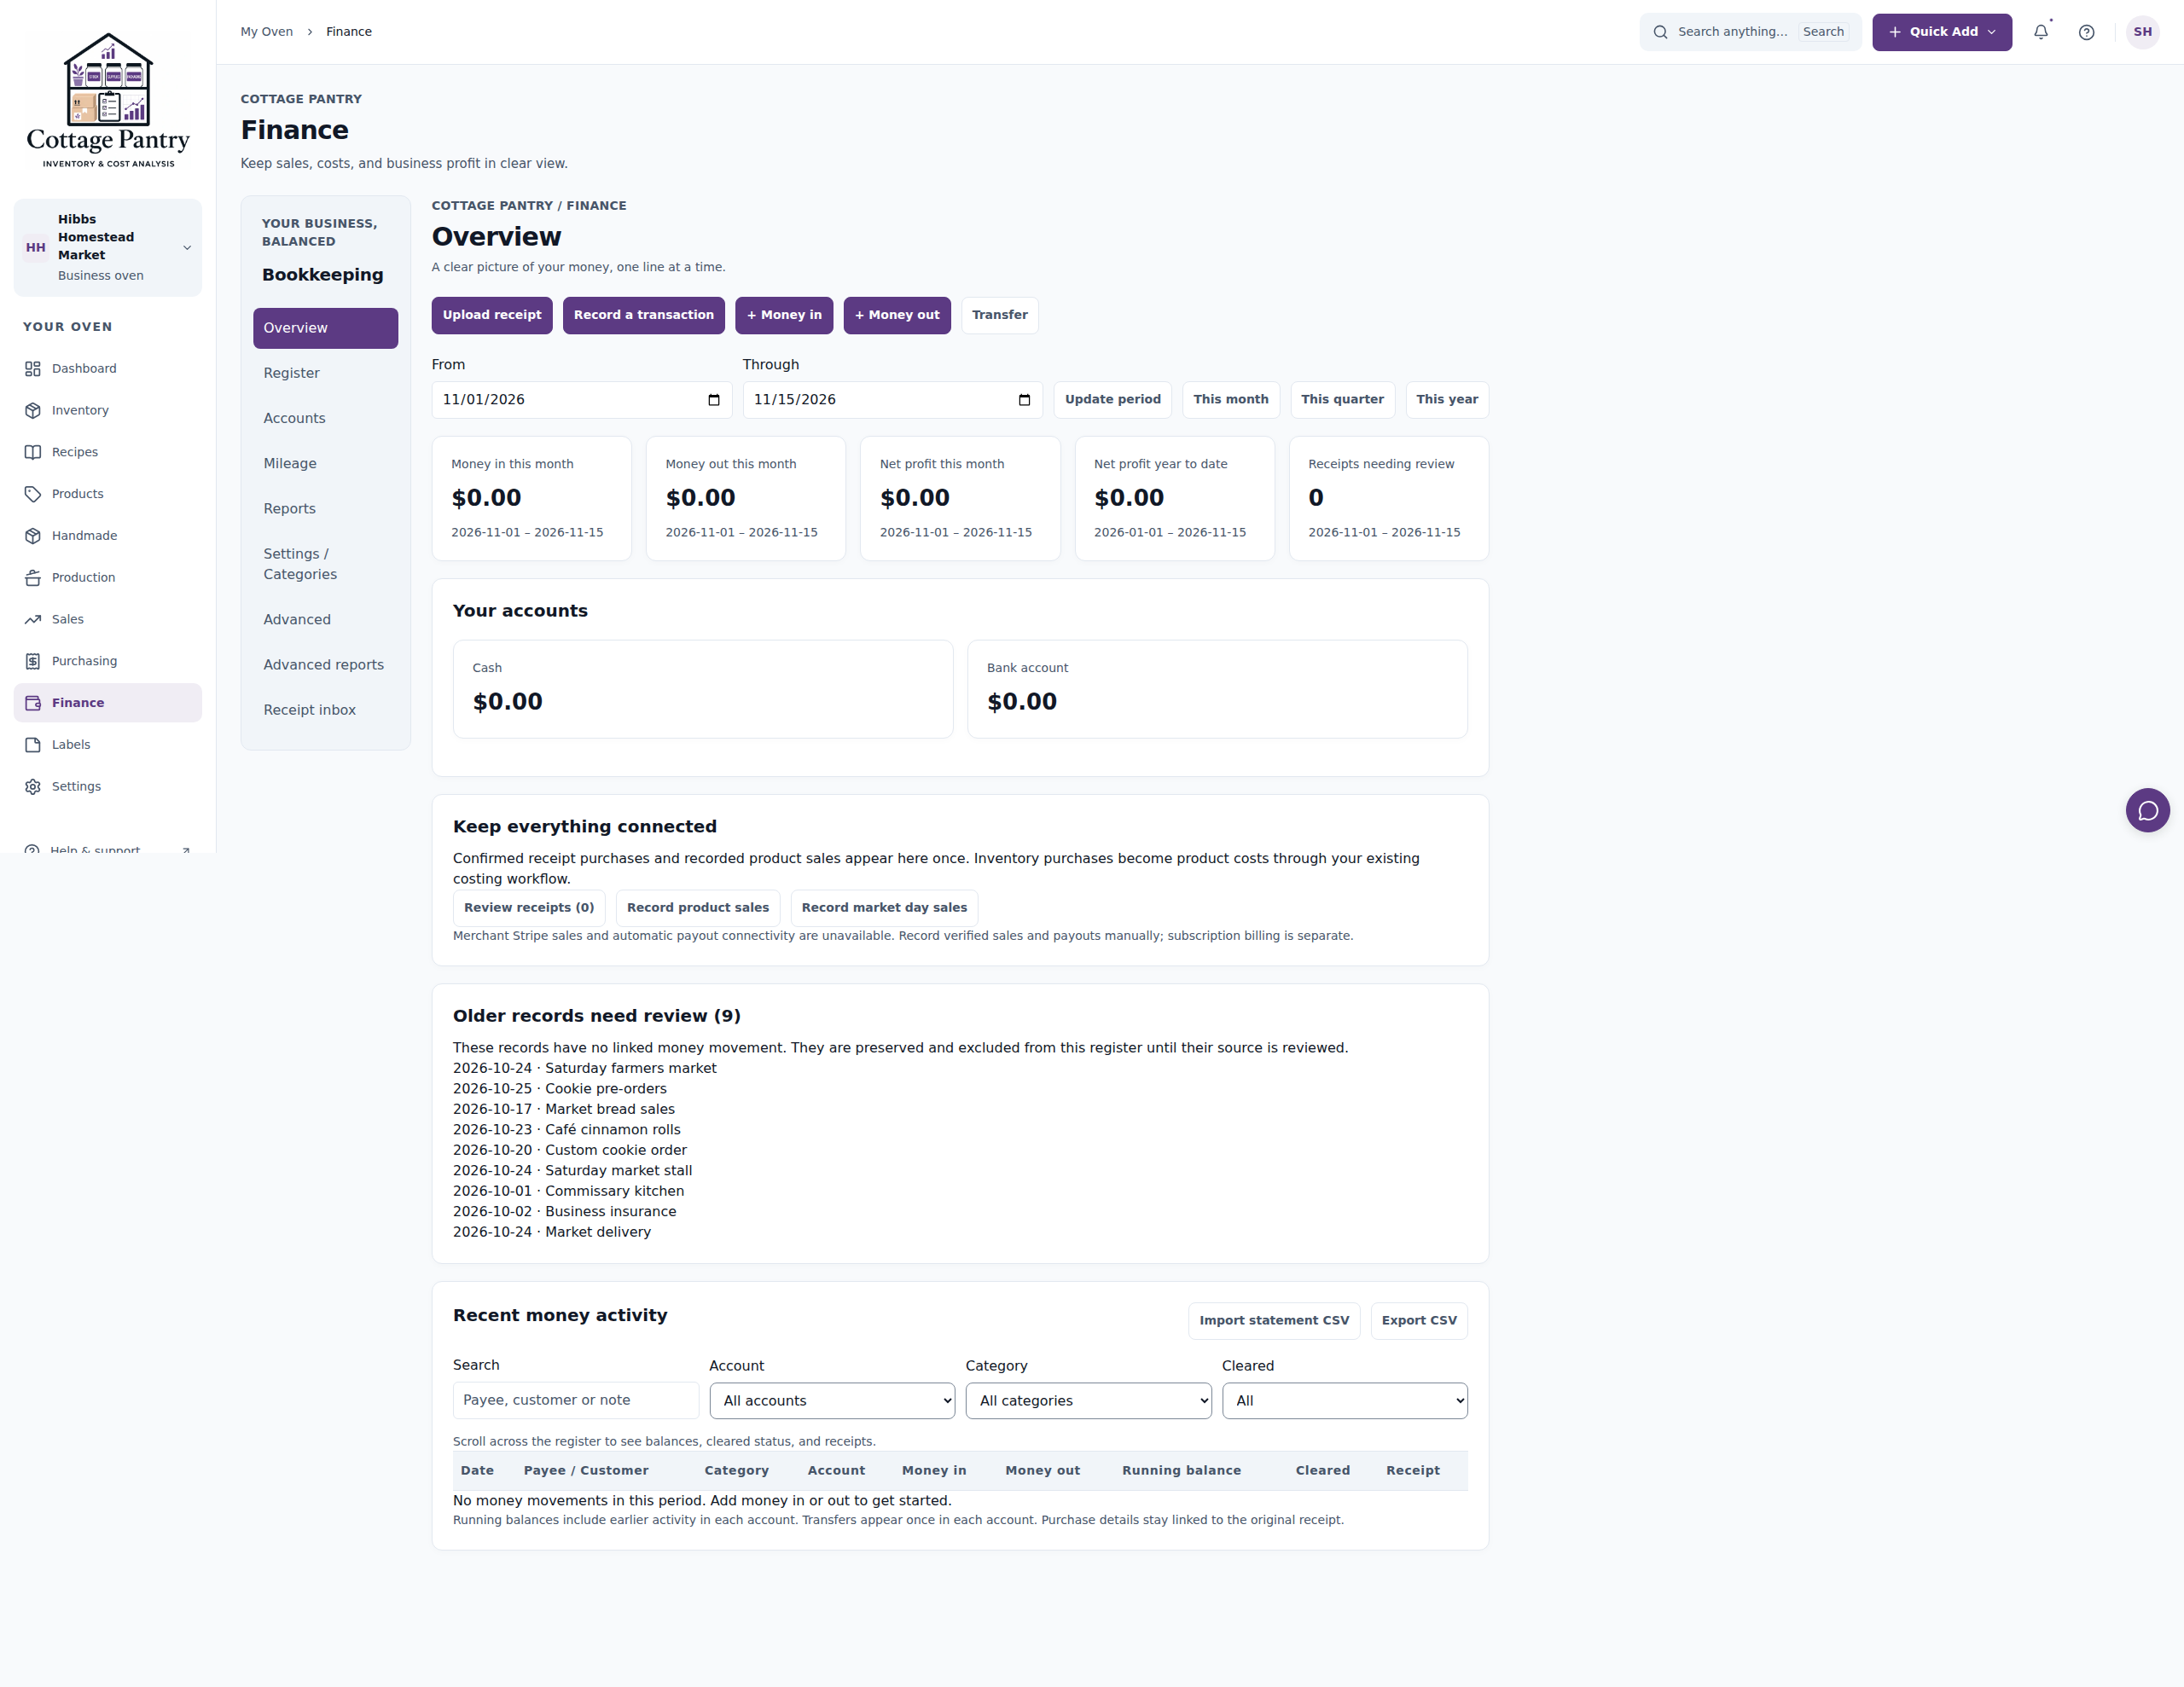 Cottage Pantry
INVENTORY & COST ANALYSIS
HH
Hibbs
Homestead
Market
Business oven
YOUR OVEN
Dashboard
Inventory
Recipes
Products
Handmade
Production
Sales
Purchasing
Finance
Labels
Settings
Help & support
My Oven
Finance
Search anything...
Search
Quick Add
SH
COTTAGE PANTRY
Finance
Keep sales, costs, and business profit in clear view.
YOUR BUSINESS,
BALANCED
Bookkeeping
Overview
Register
Accounts
Mileage
Reports
Settings /
Categories
Advanced
Advanced reports
Receipt inbox
COTTAGE PANTRY / FINANCE
Overview
A clear picture of your money, one line at a time.
Upload receipt
Record a transaction
+ Money in
+ Money out
Transfer
From
Through
11/01/2026
11/15/2026
Update period
This month
This quarter
This year
Money in this month
$0.00
2026-11-01 – 2026-11-15
Money out this month
$0.00
2026-11-01 – 2026-11-15
Net profit this month
$0.00
2026-11-01 – 2026-11-15
Net profit year to date
$0.00
2026-01-01 – 2026-11-15
Receipts needing review
0
2026-11-01 – 2026-11-15
Your accounts
Cash
$0.00
Bank account
$0.00
Keep everything connected
Confirmed receipt purchases and recorded product sales appear here once. Inventory purchases become product costs through your existing
costing workflow.
Review receipts (0)
Record product sales
Record market day sales
Merchant Stripe sales and automatic payout connectivity are unavailable. Record verified sales and payouts manually; subscription billing is separate.
Older records need review (9)
These records have no linked money movement. They are preserved and excluded from this register until their source is reviewed.
2026-10-24 · Saturday farmers market
2026-10-25 · Cookie pre-orders
2026-10-17 · Market bread sales
2026-10-23 · Café cinnamon rolls
2026-10-20 · Custom cookie order
2026-10-24 · Saturday market stall
2026-10-01 · Commissary kitchen
2026-10-02 · Business insurance
2026-10-24 · Market delivery
Recent money activity
Import statement CSV
Export CSV
Search
Account
Category
Cleared
Payee, customer or note
All accounts
All categories
All
Scroll across the register to see balances, cleared status, and receipts.
Date Payee / Customer Category Account Money in Money out Running balance Cleared Receipt
No money movements in this period. Add money in or out to get started.
Running balances include earlier activity in each account. Transfers appear once in each account. Purchase details stay linked to the original receipt.